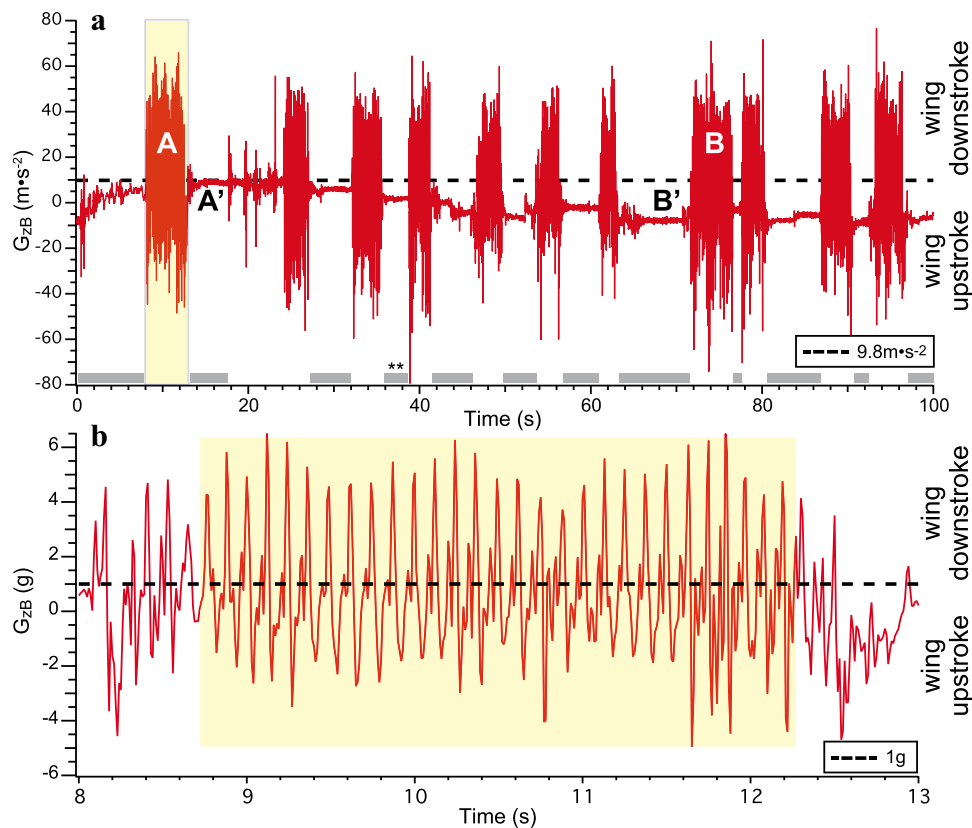 a
80
60
40
20
0
-20
-40
-60
-80
GzB (m•s-2)
A
A'
B
B'
**
wing downstroke
wing upstroke
9.8m•s-2
0 20 40 60 80 100
Time (s)
b
6
4
2
0
-2
-4
-6
GzB (g)
wing downstroke
wing upstroke
1g
8 9 10 11 12 13
Time (s)